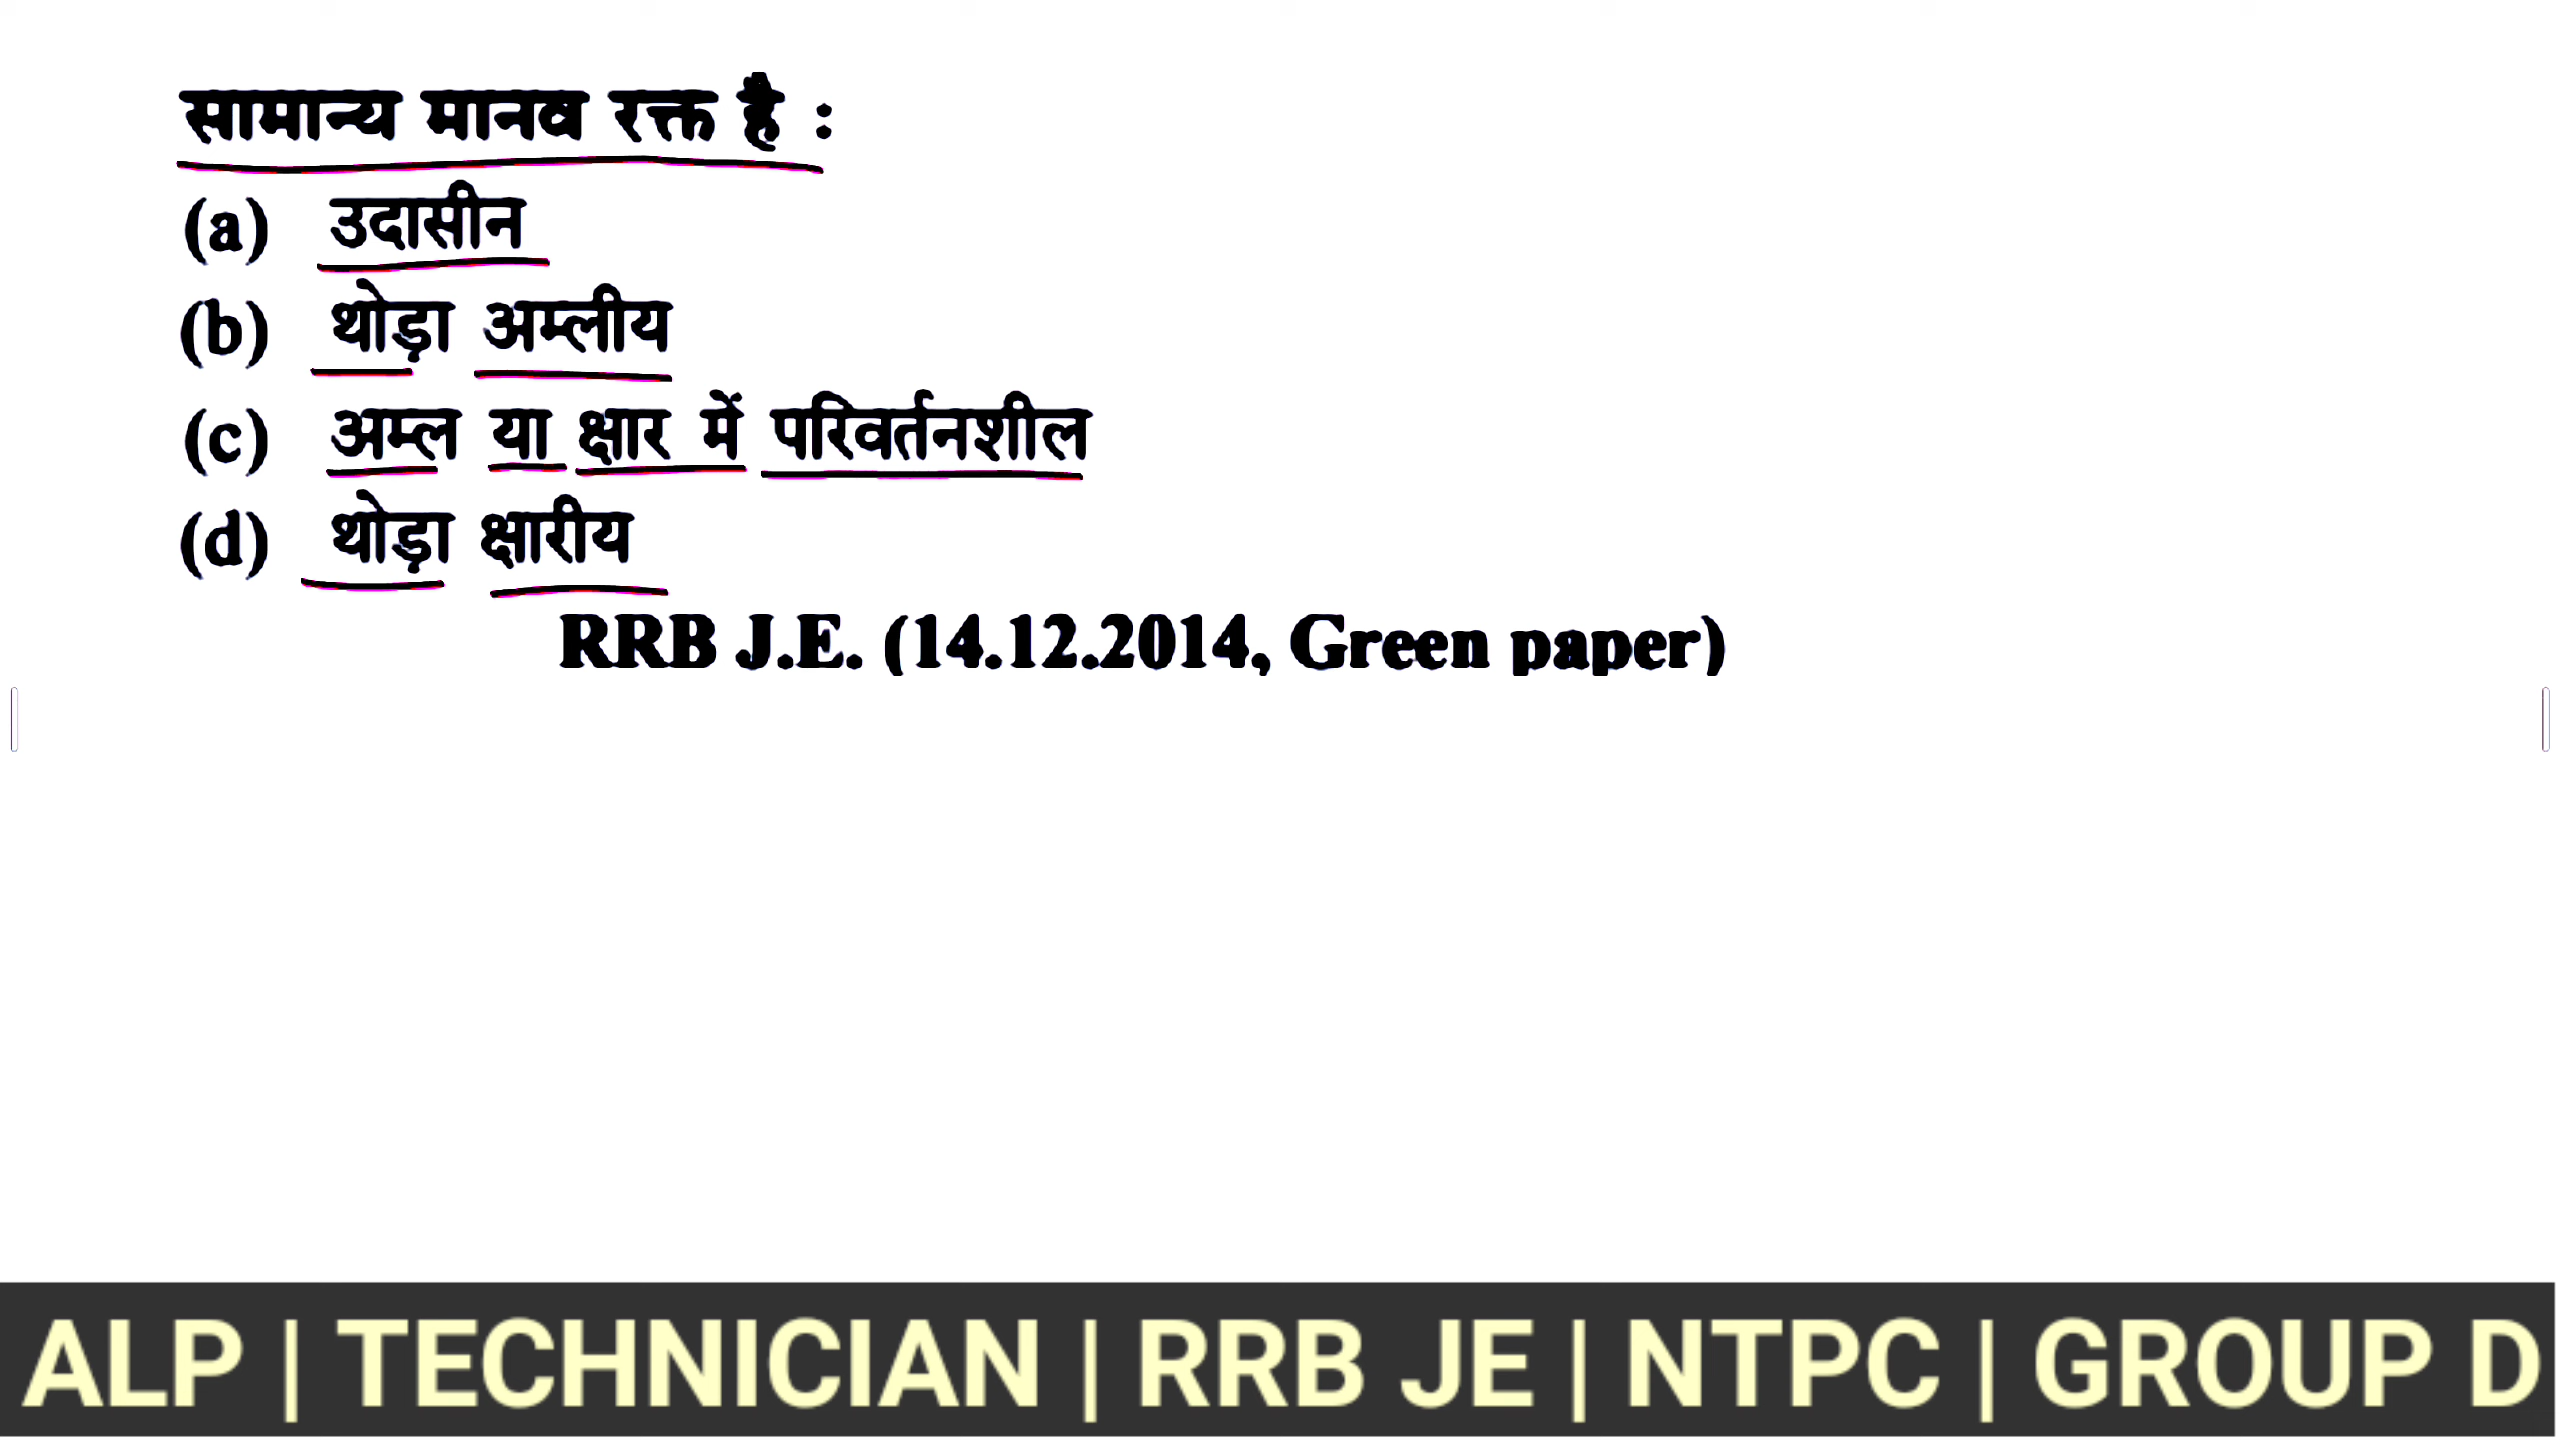 सामान्य मानव रक्त है :
(a) उदासीन
(b) थोड़ा अम्लीय
(c) अम्ल या क्षार में परिवर्तनशील
(d) थोड़ा क्षारीय
RRB J.E. (14.12.2014, Green paper)
ALP | TECHNICIAN | RRB JE | NTPC | GROUP D